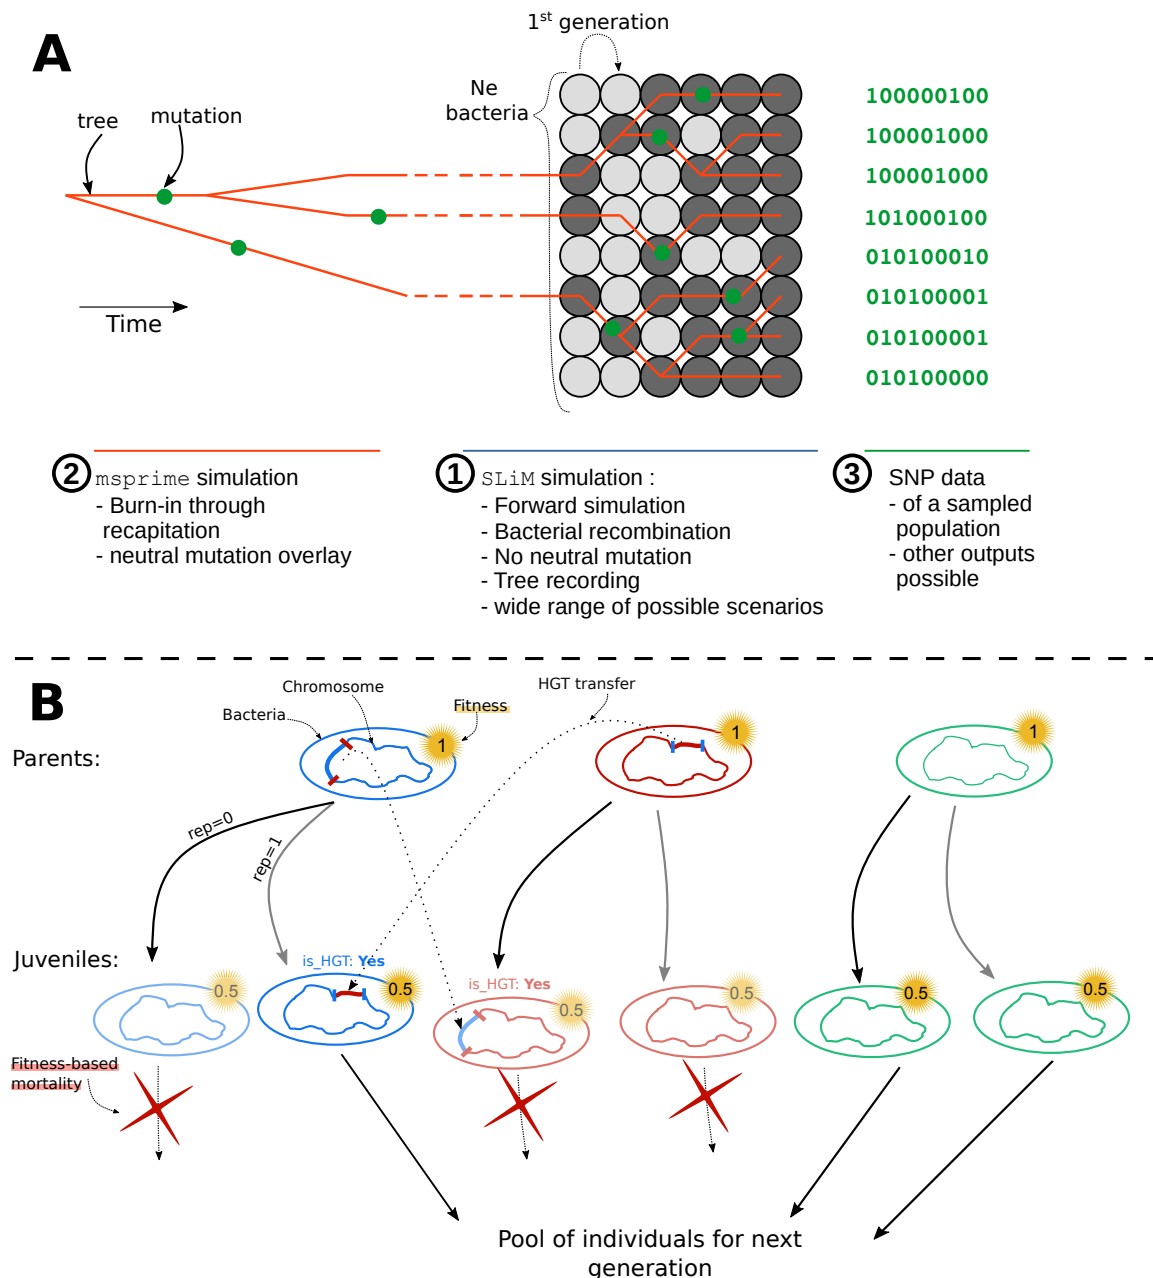 A
1st generation
Ne
bacteria
tree
mutation
Time
100000100
100001000
100001000
101000100
010100010
010100001
010100001
010100000
2
msprime simulation
- Burn-in through
recapitation
- neutral mutation overlay
1
SLiM simulation :
- Forward simulation
- Bacterial recombination
- No neutral mutation
- Tree recording
- wide range of possible scenarios
3
SNP data
- of a sampled
population
- other outputs
possible
B
Chromosome
HGT transfer
Bacteria
Fitness
Parents:
1
1
1
rep=0
rep=1
Juveniles:
is_HGT: Yes
is_HGT: Yes
0.5
0.5
0.5
0.5
0.5
0.5
Fitness-based
mortality
Pool of individuals for next
generation